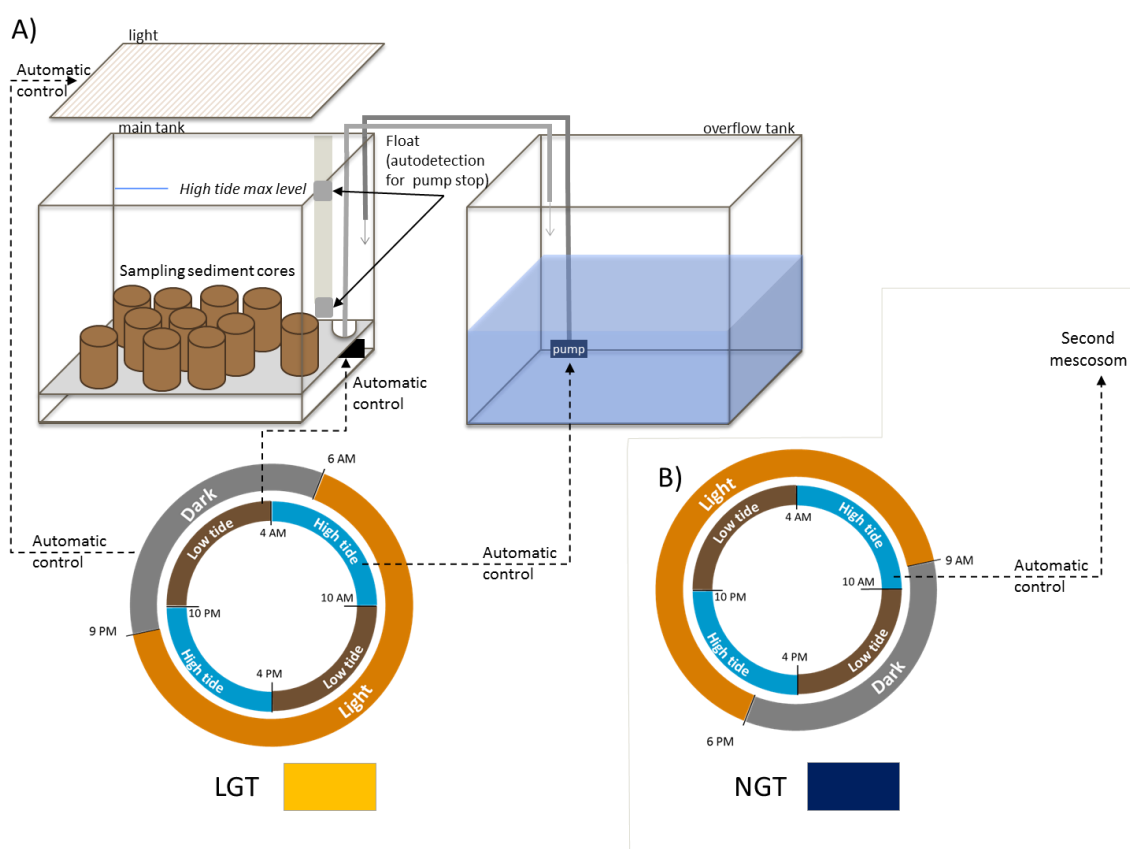 A)
light
Automatic
control
main tank
overflow tank
Float
(autodetection
for pump stop)
High tide max level
Sampling sediment cores
pump
Automatic
control
Second
mescosom
6 AM
Dark
Low tide
4 AM
High tide
Automatic
control
Automatic
control
10 AM
10 PM
9 PM
High tide
4 PM
Low tide
Light
LGT
B)
Light
Low tide
4 AM
High tide
9 AM
10 AM
Automatic
control
10 PM
High tide
4 PM
Low tide
Dark
6 PM
NGT